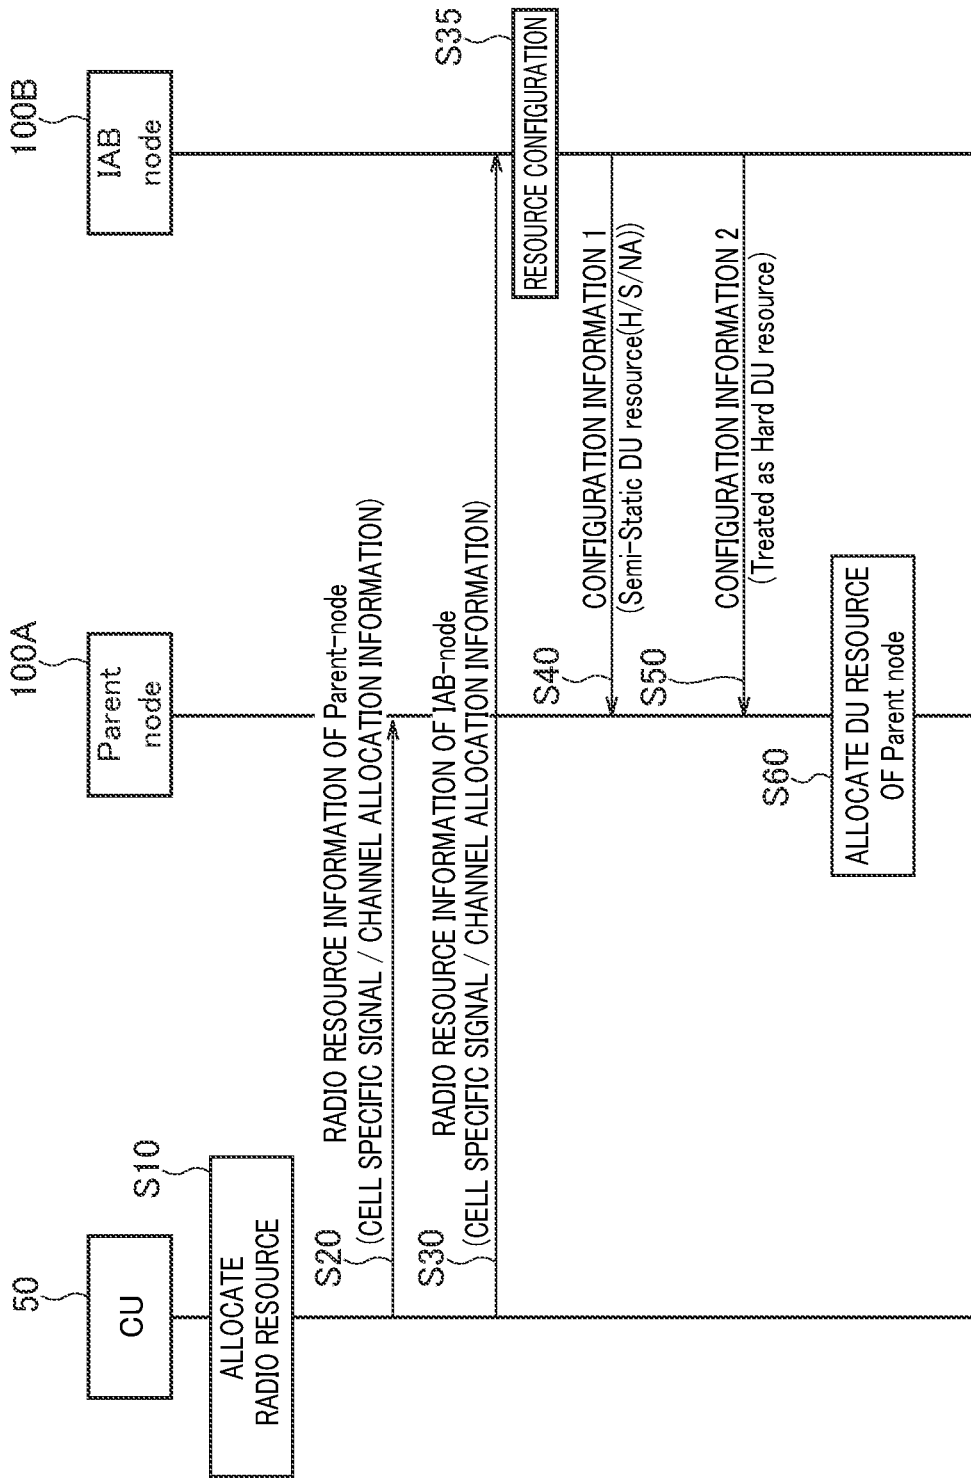 50
CU
100A
Parent
node
100B
IAB
node
S10
ALLOCATE
RADIO RESOURCE
S20
RADIO RESOURCE INFORMATION OF Parent-node
(CELL SPECIFIC SIGNAL / CHANNEL ALLOCATION INFORMATION)
S30
RADIO RESOURCE INFORMATION OF IAB-node
(CELL SPECIFIC SIGNAL / CHANNEL ALLOCATION INFORMATION)
S35
RESOURCE CONFIGURATION
S40
CONFIGURATION INFORMATION 1
(Semi-Static DU resource(H/S/NA))
S50
CONFIGURATION INFORMATION 2
(Treated as Hard DU resource)
S60
ALLOCATE DU RESOURCE
OF Parent node